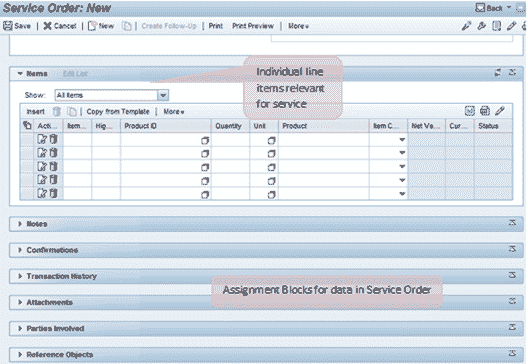 Service Order: New
Back
Save Cancel New Create Follow-Up Print Print Preview More
Items Edit List
Individual line
items relevant
for service
Show: All Items
Insert Copy from Template More
Acti... Item... Hig... Product ID Quantity Unit Product Item C... Net Va... Cur... Status
Notes
Confirmations
Transaction History
Assignment Blocks for data in Service Order
Attachments
Parties Involved
Reference Objects